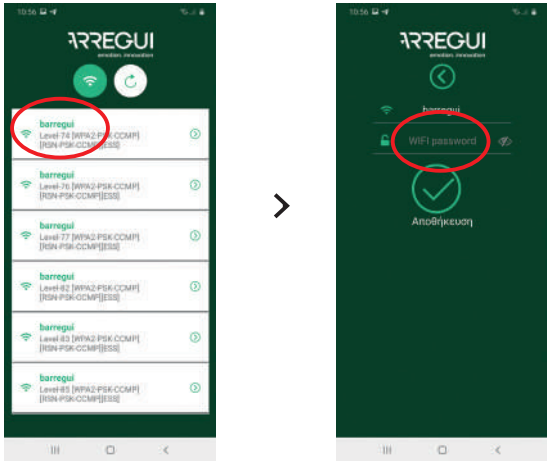 10:56
ARREGUI
emotion. innovation
barregui
Level-74 [WPA2-PSK-CCMP]
[RSN-PSK-CCMP][ESS]
barregui
Level-76 [WPA2-PSK-CCMP]
[RSN-PSK-CCMP][ESS]
barregui
Level-77 [WPA2-PSK-CCMP]
[RSN-PSK-CCMP][ESS]
barregui
Level-82 [WPA2-PSK-CCMP]
[RSN-PSK-CCMP][ESS]
barregui
Level-83 [WPA2-PSK-CCMP]
[RSN-PSK-CCMP][ESS]
barregui
Level-85 [WPA2-PSK-CCMP]
[RSN-PSK-CCMP][ESS]
>
10:56
ARREGUI
emotion. innovation
barregui
WIFI password
Αποθήκευση